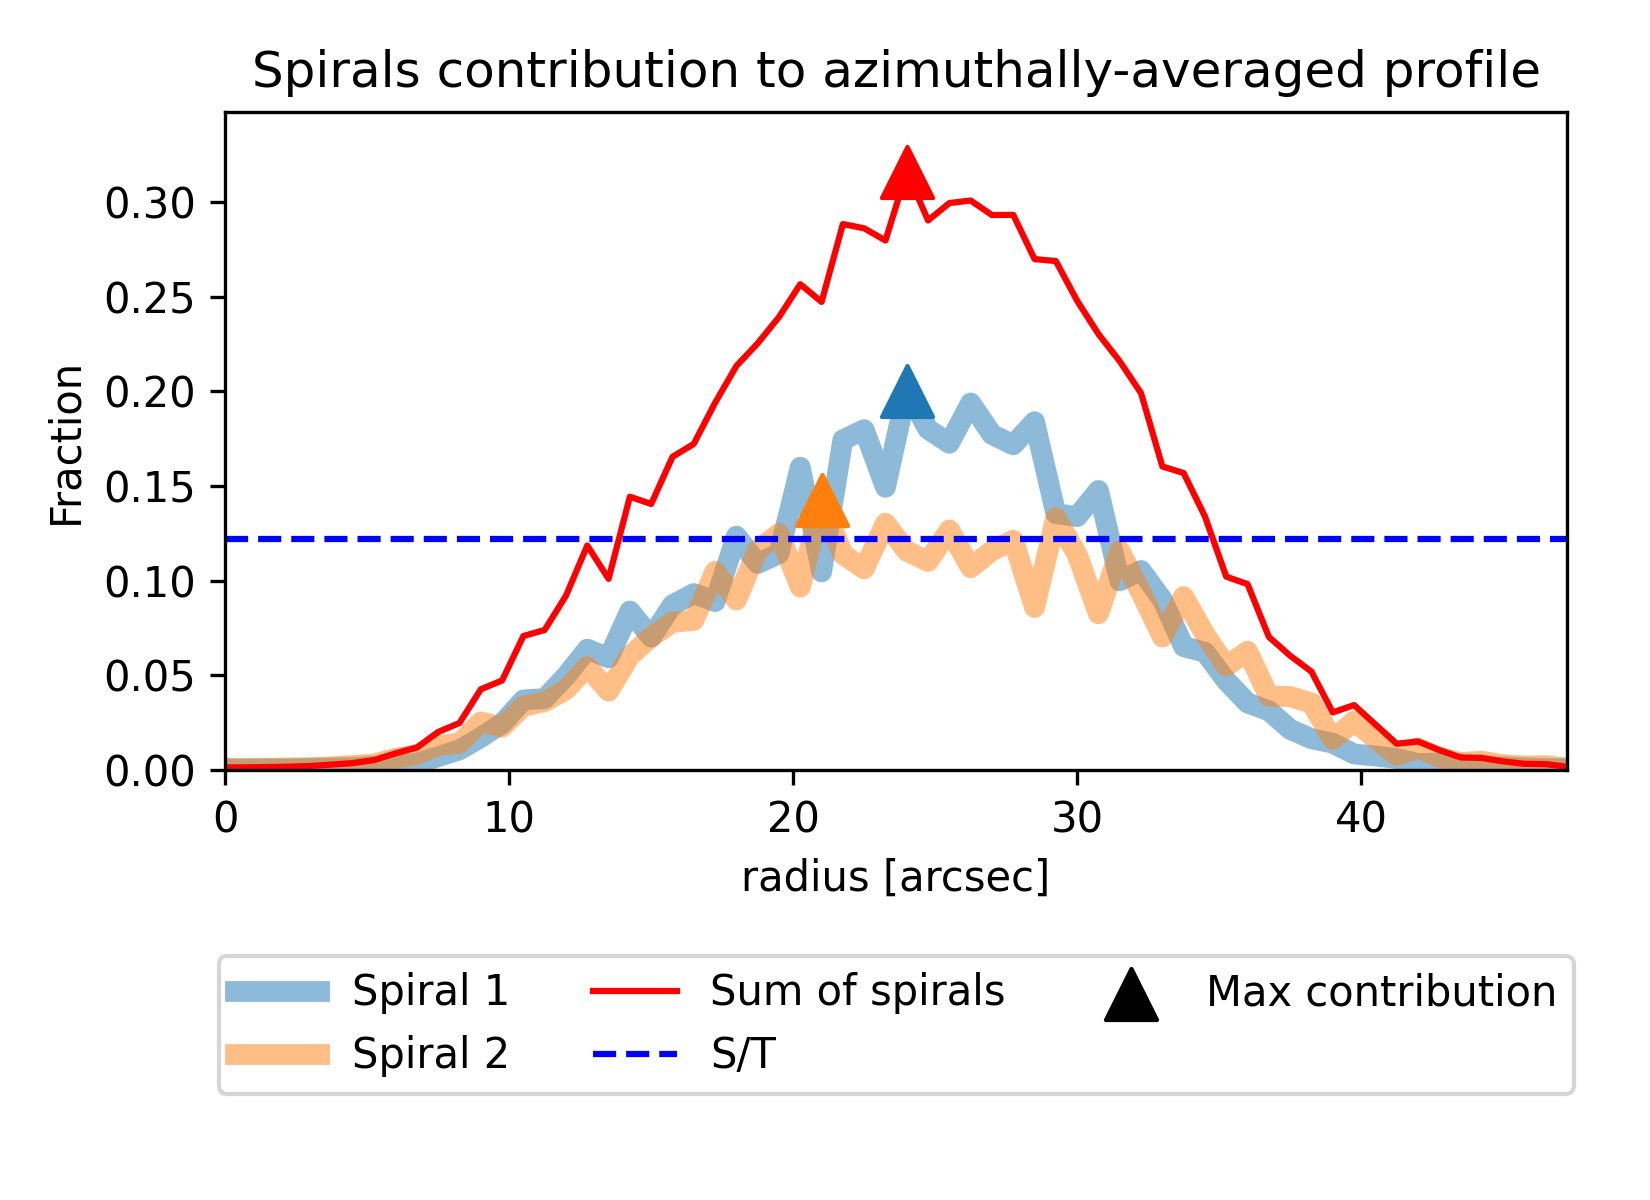 Spirals contribution to azimuthally-averaged profile
0.30
0.25
0.20
0.15
0.10
0.05
0.00
Fraction
0 10 20 30 40
radius [arcsec]
Spiral 1 Sum of spirals Max contribution
Spiral 2 S/T